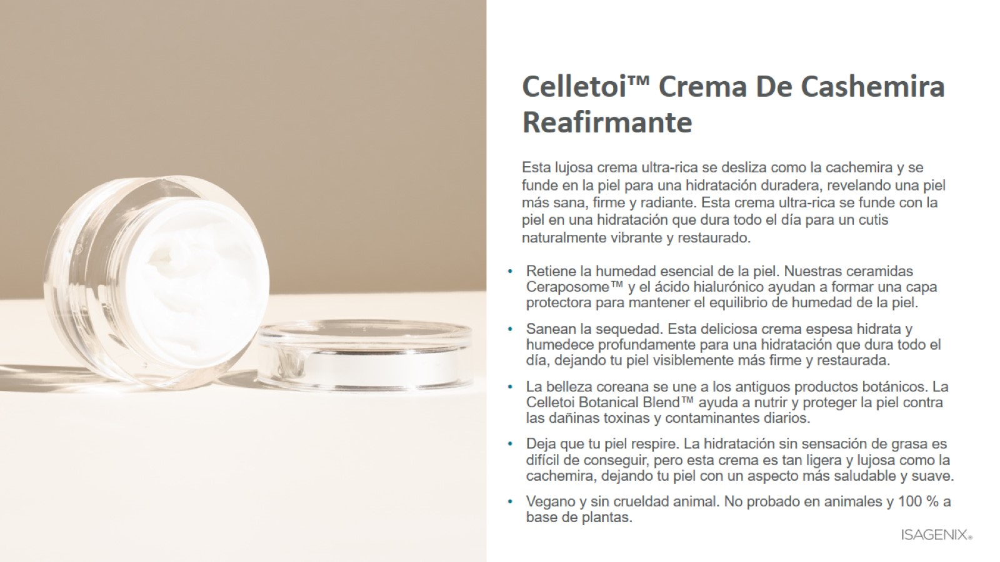 Celletoi™ Crema De Cashemira
Reafirmante
Esta lujosa crema ultra-rica se desliza como la cachemira y se
funde en la piel para una hidratación duradera, revelando una piel
más sana, firme y radiante. Esta crema ultra-rica se funde con la
piel en una hidratación que dura todo el día para un cutis
naturalmente vibrante y restaurado.
• Retiene la humedad esencial de la piel. Nuestras ceramidas
Ceraposome™ y el ácido hialurónico ayudan a formar una capa
protectora para mantener el equilibrio de humedad de la piel.
• Sanean la sequedad. Esta deliciosa crema espesa hidrata y
humedece profundamente para una hidratación que dura todo el
día, dejando tu piel visiblemente más firme y restaurada.
• La belleza coreana se une a los antiguos productos botánicos. La
Celletoi Botanical Blend™ ayuda a nutrir y proteger la piel contra
las dañinas toxinas y contaminantes diarios.
• Deja que tu piel respire. La hidratación sin sensación de grasa es
difícil de conseguir, pero esta crema es tan ligera y lujosa como la
cachemira, dejando tu piel con un aspecto más saludable y suave.
• Vegano y sin crueldad animal. No probado en animales y 100 % a
base de plantas.
ISAGENIX®